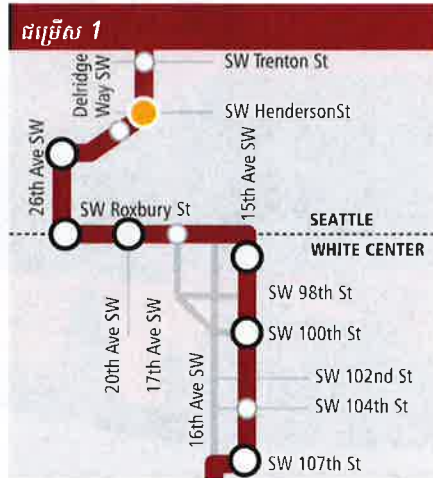 ជម្រើស 1
SW Trenton St
Delridge
Way SW
SW HendersonSt
15th Ave SW
26th Ave SW
SW Roxbury St
SEATTLE
WHITE CENTER
SW 98th St
SW 100th St
20th Ave SW
17th Ave SW
16th Ave SW
SW 102nd St
SW 104th St
SW 107th St